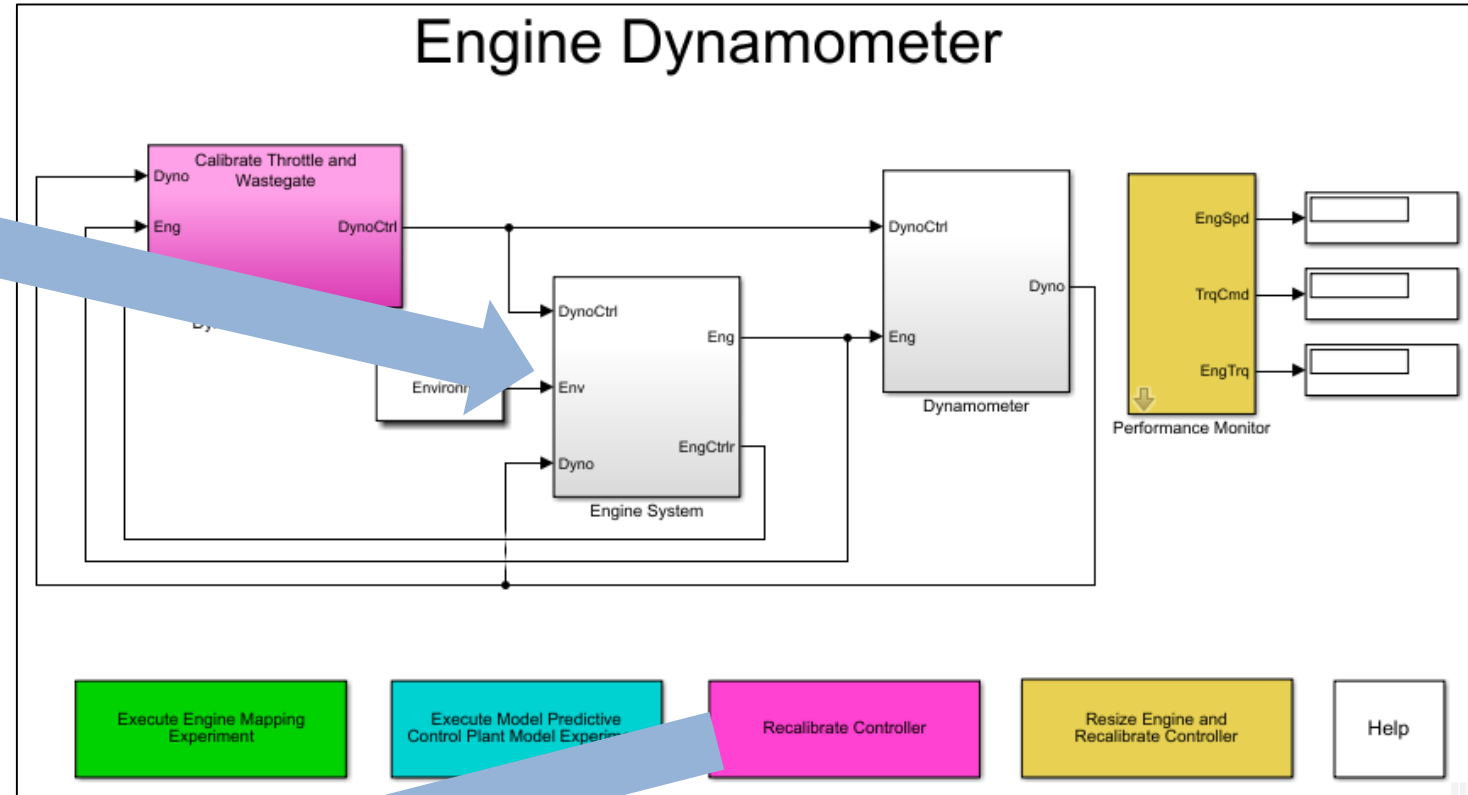 Engine Dynamometer
Calibrate Throttle and
Wastegate
Dyno
Eng
DynoCtrl
DynoCtrl
Env
Dyno
Eng
EngCtrlr
Engine System
DynoCtrl
Eng
Dyno
Dynamometer
EngSpd
TrqCmd
EngTrq
Performance Monitor
Execute Engine Mapping
Experiment
Execute Model Predictive
Control Plant Model
Recalibrate Controller
Resize Engine and
Recalibrate Controller
Help